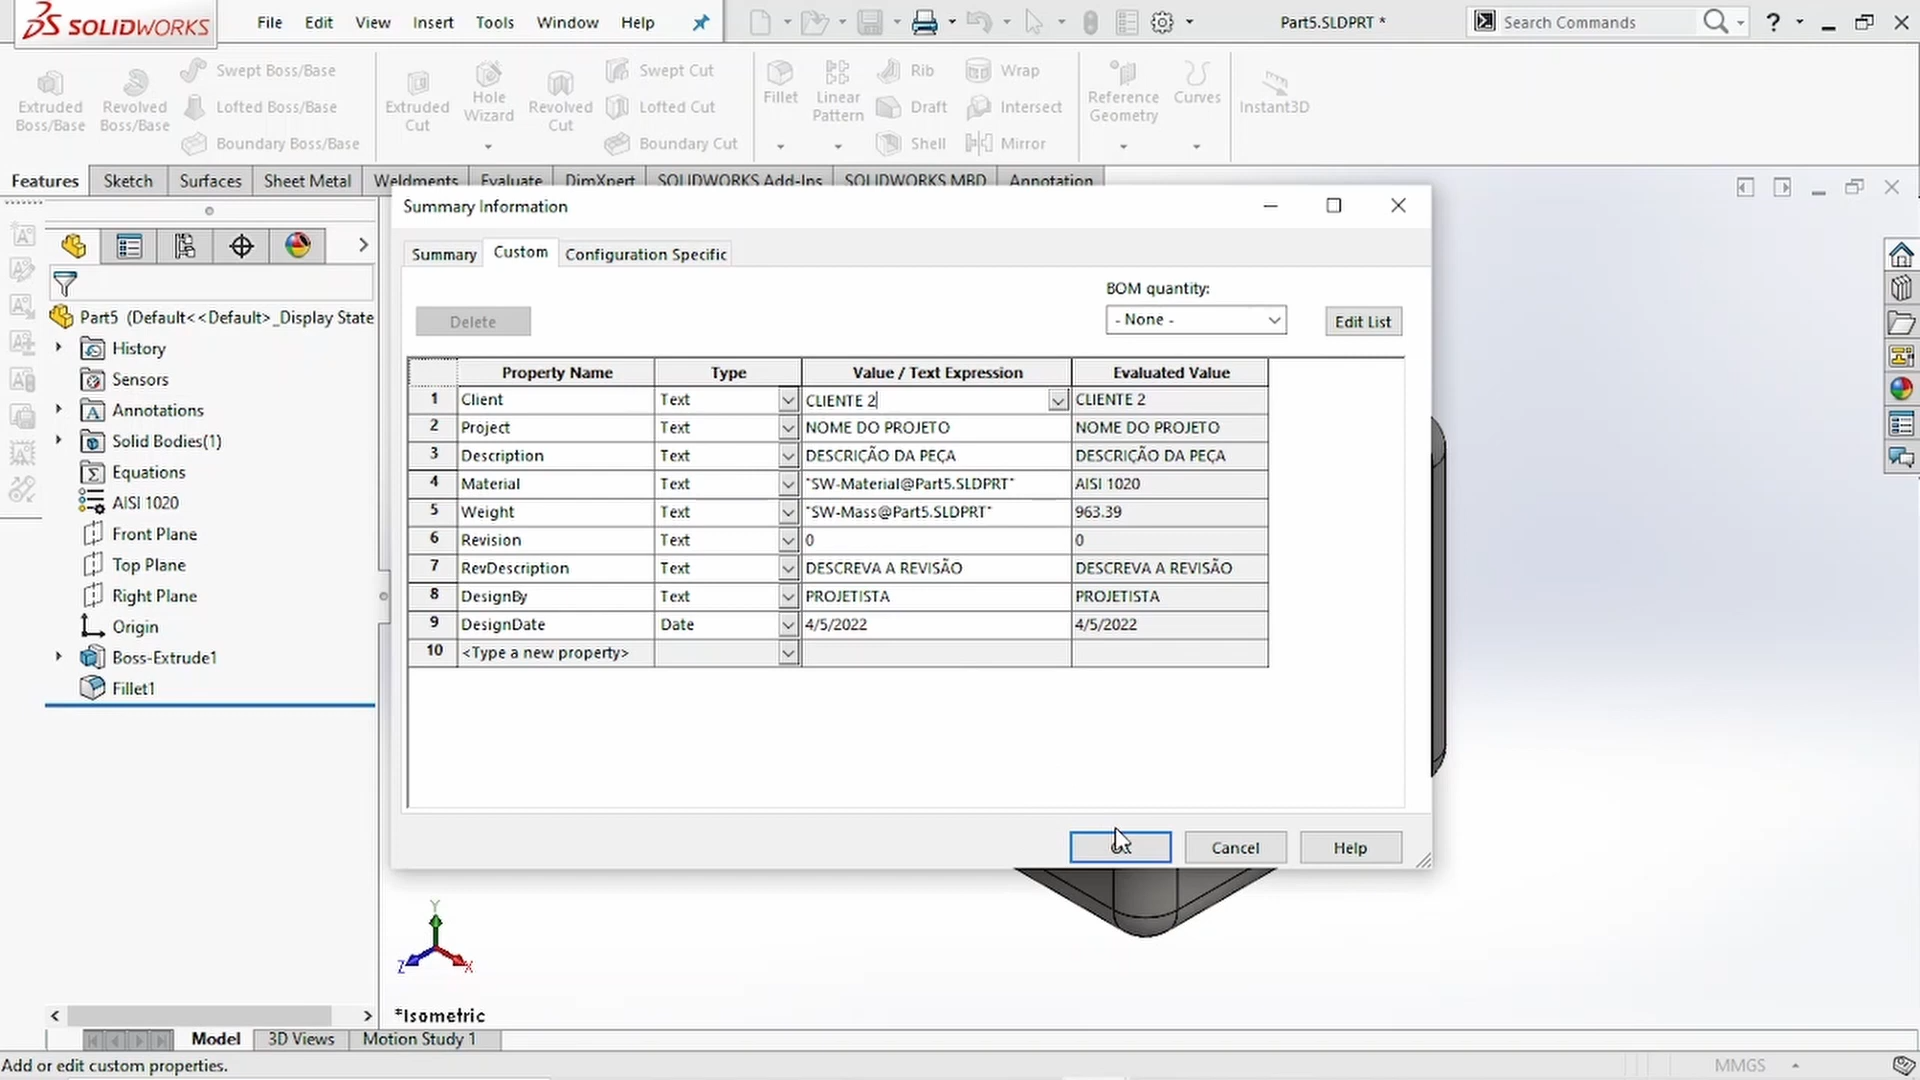 SOLIDWORKS File Edit View Insert Tools Window Help Part5.SLDPRT * Search Commands ?
Extruded Boss/Base
Revolved Boss/Base
Swept Boss/Base
Lofted Boss/Base
Boundary Boss/Base
Extruded Cut
Hole Wizard
Revolved Cut
Swept Cut
Lofted Cut
Boundary Cut
Fillet
Linear Pattern
Rib
Draft
Shell
Wrap
Intersect
Mirror
Reference Geometry
Curves
Instant3D
Features Sketch Surfaces Sheet Metal Weldments Evaluate DimXpert SOLIDWORKS Add-Ins SOLIDWORKS MBD Annotation
Part5 (Default<<Default>_Display State
History
Sensors
Annotations
Solid Bodies(1)
Equations
AISI 1020
Front Plane
Top Plane
Right Plane
Origin
Boss-Extrude1
Fillet1
Summary Information
Summary Custom Configuration Specific
BOM quantity:
Delete - None - Edit List
Property Name Type Value / Text Expression Evaluated Value
1 Client Text CLIENTE 2 CLIENTE 2
2 Project Text NOME DO PROJETO NOME DO PROJETO
3 Description Text DESCRIÇÃO DA PEÇA DESCRIÇÃO DA PEÇA
4 Material Text "SW-Material@Part5.SLDPRT" AISI 1020
5 Weight Text "SW-Mass@Part5.SLDPRT" 963.39
6 Revision Text 0 0
7 RevDescription Text DESCREVA A REVISÃO DESCREVA A REVISÃO
8 DesignBy Text PROJETISTA PROJETISTA
9 DesignDate Date 4/5/2022 4/5/2022
10 <Type a new property>
Cancel Help
Y
Z X
*Isometric
Model 3D Views Motion Study 1
Add or edit custom properties. MMGS